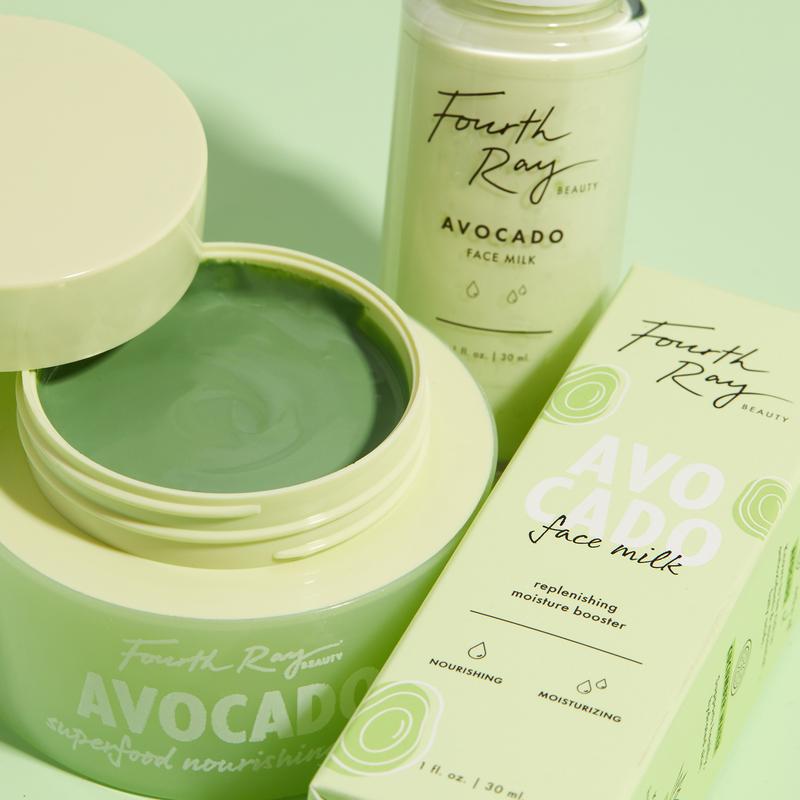 Fourth
Ray
BEAUTY
AVOCADO
FACE MILK
1 fl. oz. | 30 ml.
Fourth
Ray
BEAUTY
AVO
CADO
face milk
replenishing
moisture booster
NOURISHING
MOISTURIZING
1 fl. oz. | 30 ml.
Fourth Ray
BEAUTY
AVOCADO
superfood nourishing